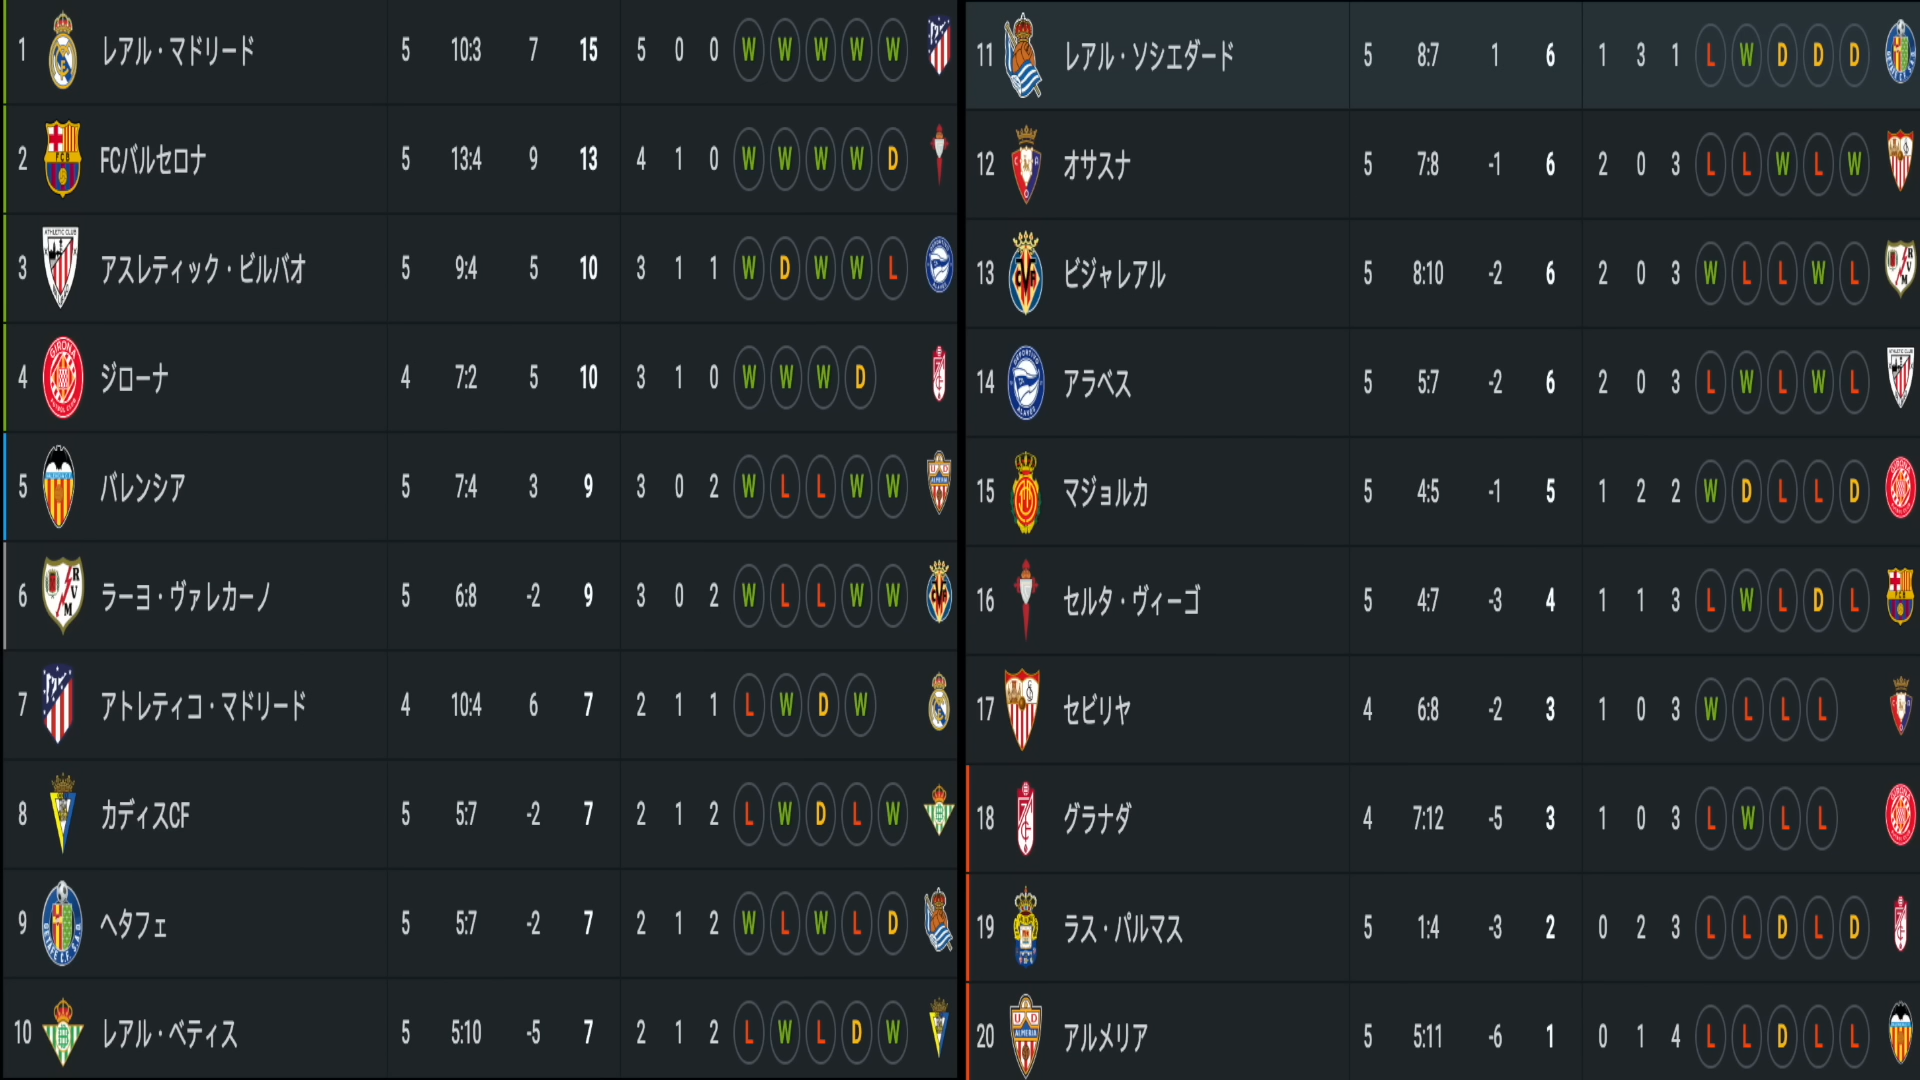 1 レアル・マドリード 5 10:3 7 15 5 0 0 W W W W W
2 FCバルセロナ 5 13:4 9 13 4 1 0 W W W W D
3 アスレティック・ビルバオ 5 9:4 5 10 3 1 1 W D W W L
4 ジローナ 4 7:2 5 10 3 1 0 W W W D
5 バレンシア 5 7:4 3 9 3 0 2 W L L W W
6 ラーヨ・ヴァレカーノ 5 6:8 -2 9 3 0 2 W L L W W
7 アトレティコ・マドリード 4 10:4 6 7 2 1 1 L W D W
8 カディスCF 5 5:7 -2 7 2 1 2 L W D L W
9 ヘタフェ 5 5:7 -2 7 2 1 2 W L W L D
10 レアル・ベティス 5 5:10 -5 7 2 1 2 L W L D W
11 レアル・ソシエダード 5 8:7 1 6 1 3 1 L W D D D
12 オサスナ 5 7:8 -1 6 2 0 3 L L W L W
13 ビジャレアル 5 8:10 -2 6 2 0 3 W L L W L
14 アラベス 5 5:7 -2 6 2 0 3 L W L W L
15 マジョルカ 5 4:5 -1 5 1 2 2 W D L L D
16 セルタ・ヴィーゴ 5 4:7 -3 4 1 1 3 L W L D L
17 セビリヤ 4 6:8 -2 3 1 0 3 W L L L
18 グラナダ 4 7:12 -5 3 1 0 3 L W L L
19 ラス・パルマス 5 1:4 -3 2 0 2 3 L L D L D
20 アルメリア 5 5:11 -6 1 0 1 4 L L D L L